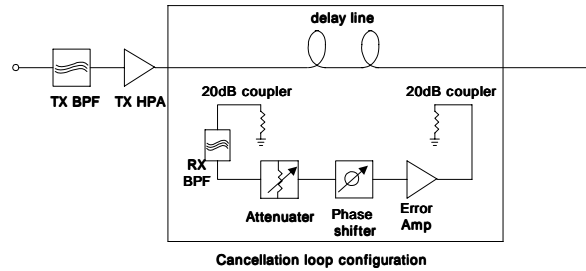 delay line
TX BPF
TX HPA
20dB coupler
20dB coupler
RX
BPF
Attenuater
Phase
shifter
Error
Amp
Cancellation loop configuration